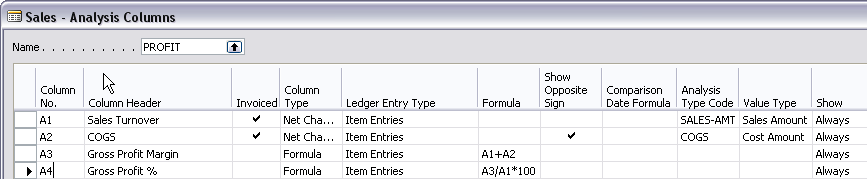 Sales - Analysis Columns
Name . . . . . . . . . . PROFIT
Column No. Column Header Invoiced Column Type Ledger Entry Type Formula Show Opposite Sign Comparison Date Formula Analysis Type Code Value Type Show
A1 Sales Turnover ✔ Net Cha... Item Entries SALES-AMT Sales Amount Always
A2 COGS ✔ Net Cha... Item Entries ✔ COGS Cost Amount Always
A3 Gross Profit Margin Formula Item Entries A1+A2 Always
A4 Gross Profit % Formula Item Entries A3/A1*100 Always